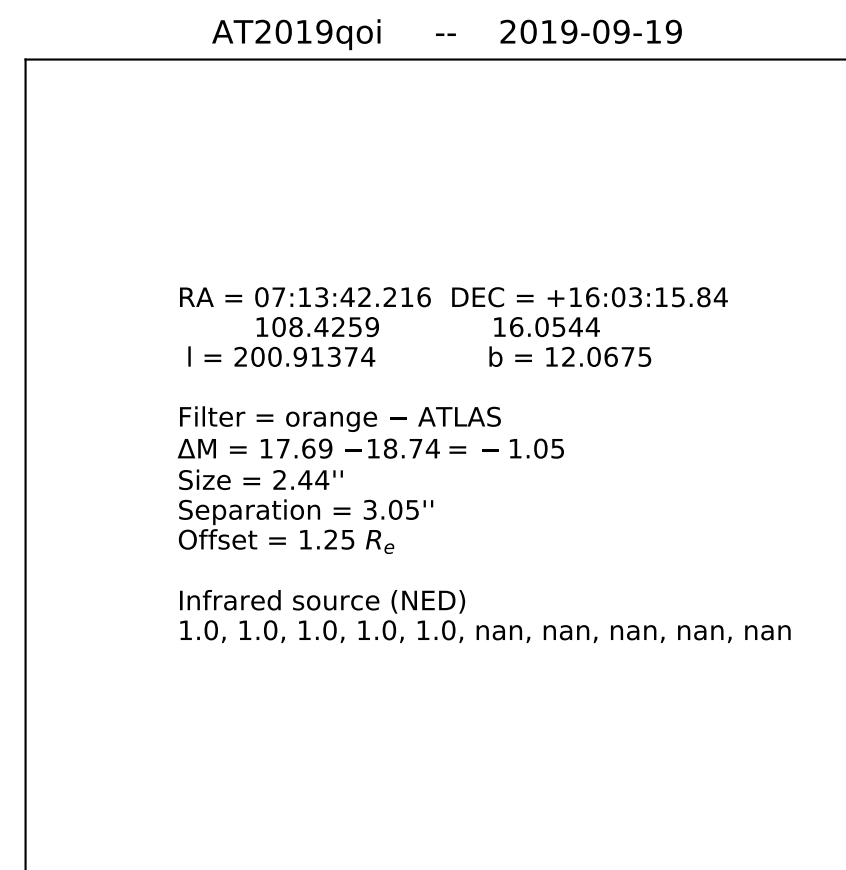 AT2019qoi -- 2019-09-19
RA = 07:13:42.216 DEC = +16:03:15.84
108.4259 16.0544
l = 200.91374 b = 12.0675
Filter = orange − ATLAS
ΔM = 17.69 −18.74 = − 1.05
Size = 2.44''
Separation = 3.05''
Offset = 1.25 Rₑ
Infrared source (NED)
1.0, 1.0, 1.0, 1.0, 1.0, nan, nan, nan, nan, nan